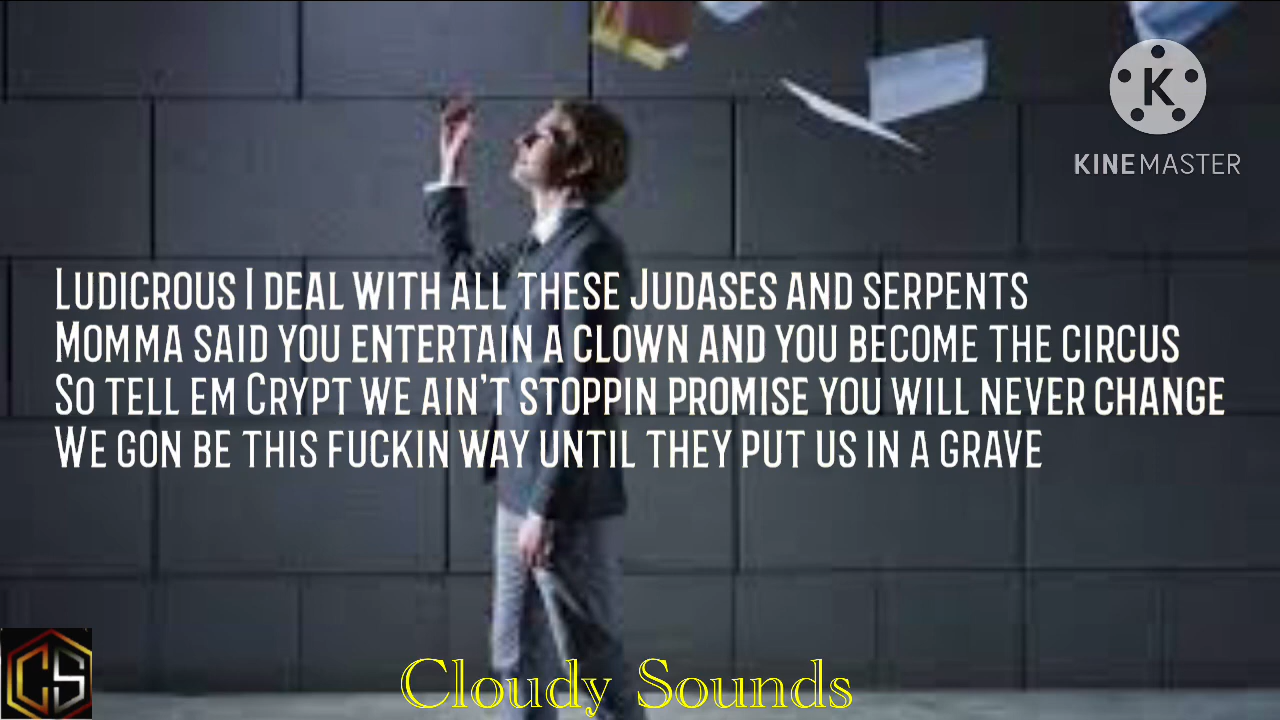 K
KINEMASTER
Ludicrous I deal with all these Judases and serpents
Momma said you entertain a clown and you become the circus
So tell em Crypt we ain't stoppin promise you will never change
We gon be this fuckin way until they put us in a grave
CS
Cloudy Sounds